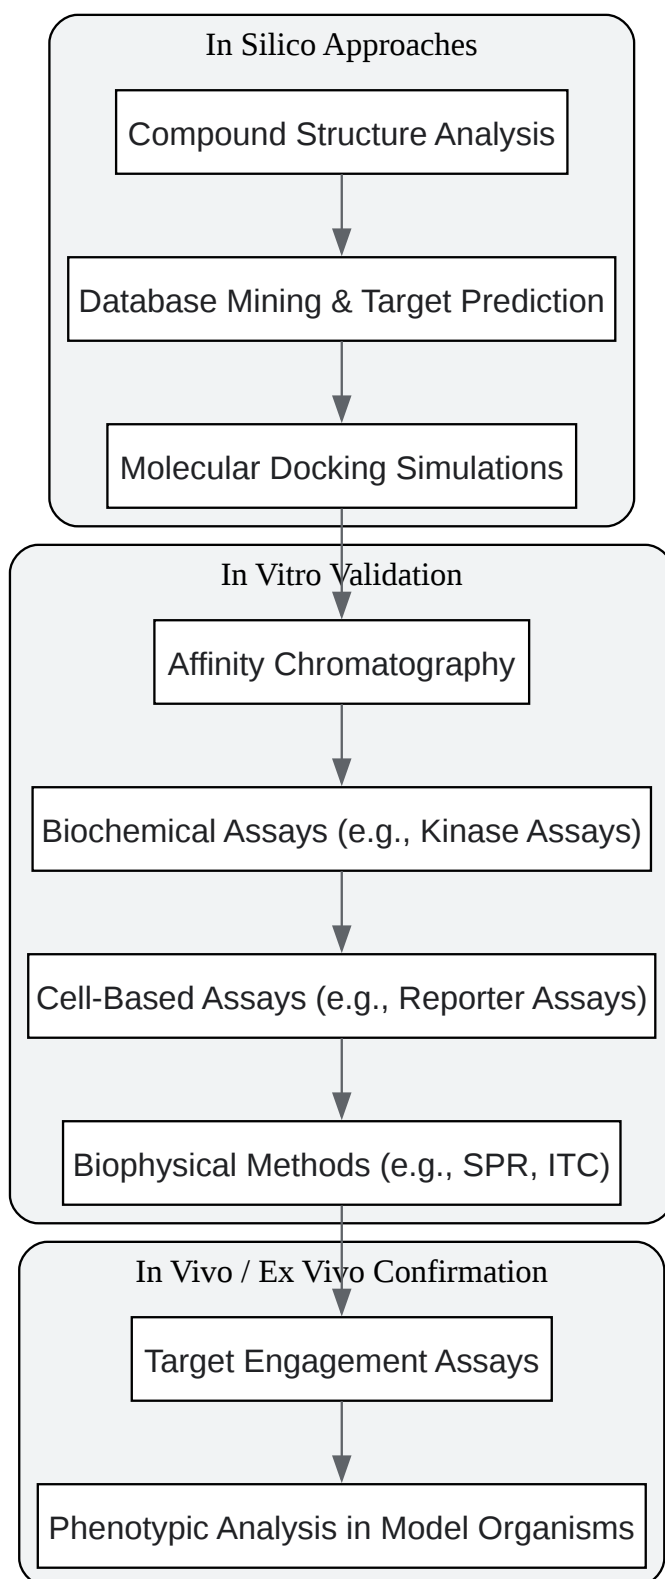 In Silico Approaches
Compound Structure Analysis
Database Mining & Target Prediction
Molecular Docking Simulations
In Vitro Validation
Affinity Chromatography
Biochemical Assays (e.g., Kinase Assays)
Cell-Based Assays (e.g., Reporter Assays)
Biophysical Methods (e.g., SPR, ITC)
In Vivo / Ex Vivo Confirmation
Target Engagement Assays
Phenotypic Analysis in Model Organisms